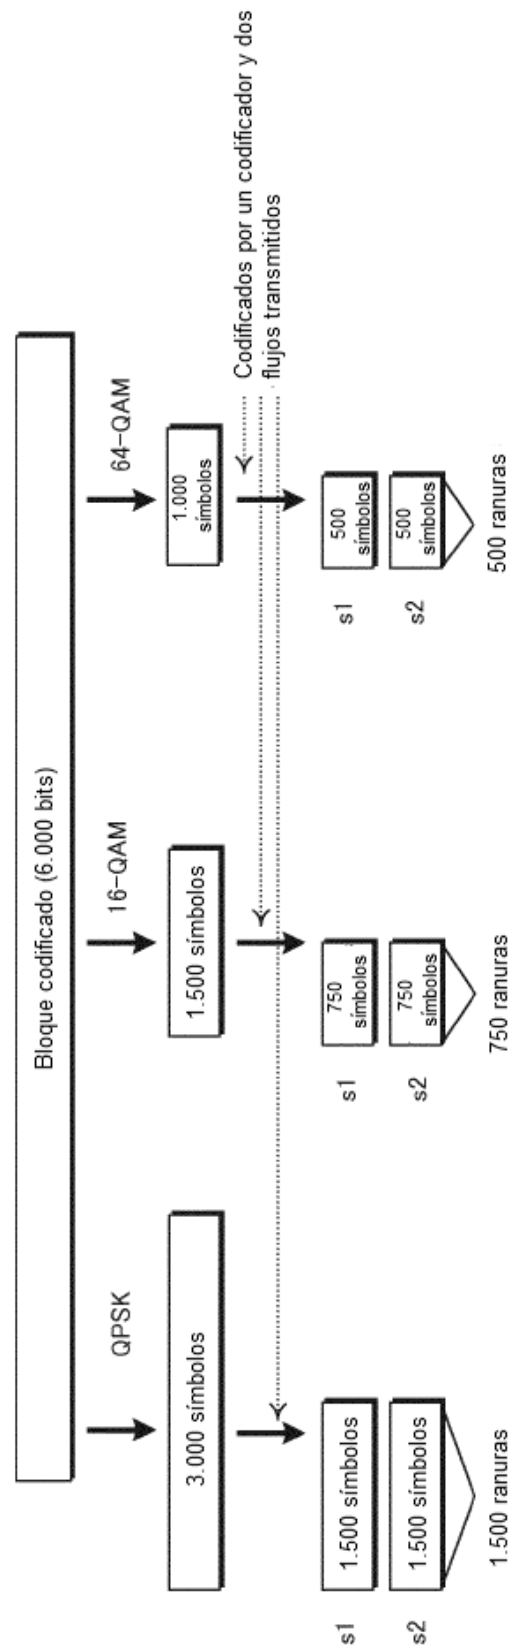 Bloque codificado (6.000 bits)
QPSK
16-QAM
64-QAM
3.000 símbolos
1.500 símbolos
1.000
símbolos
Codificados por un codificador y dos
flujos transmitidos
s1
1.500 símbolos
s2
1.500 símbolos
1.500 ranuras
s1
750
símbolos
s2
750
símbolos
750 ranuras
s1
500
símbolos
s2
500
símbolos
500 ranuras